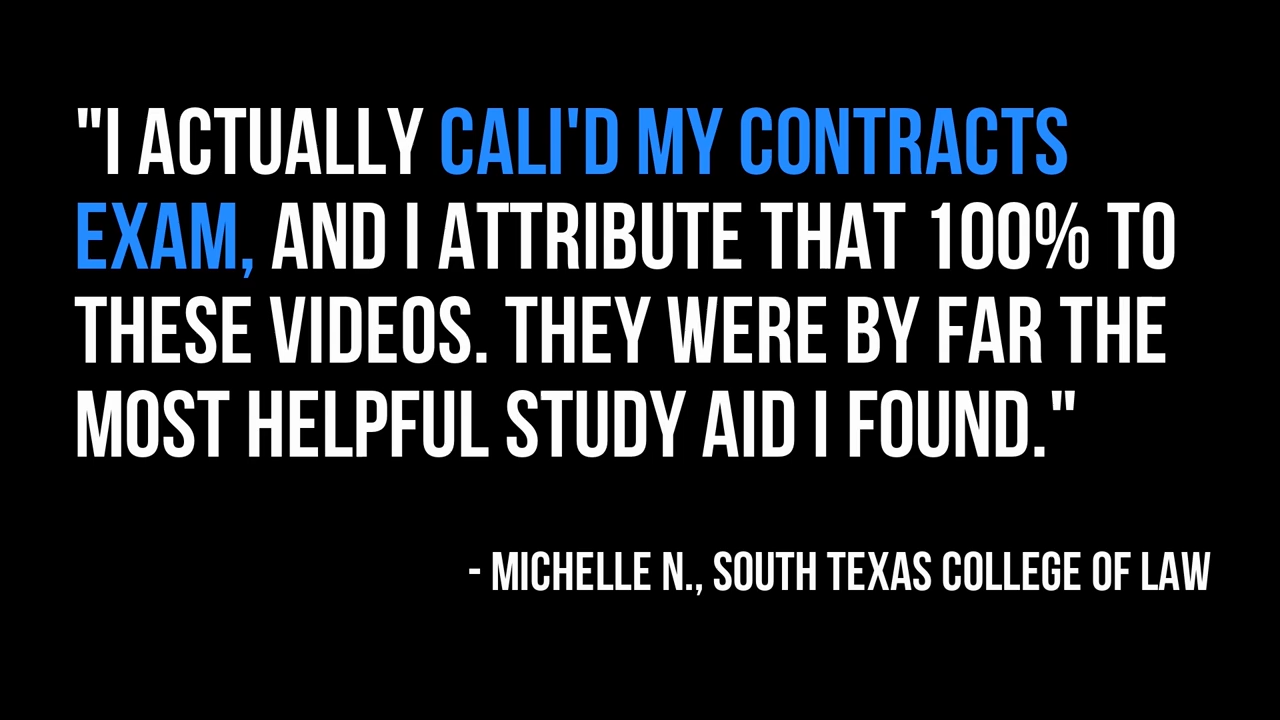 "I ACTUALLY CALI'D MY CONTRACTS
EXAM, AND I ATTRIBUTE THAT 100% TO
THESE VIDEOS. THEY WERE BY FAR THE
MOST HELPFUL STUDY AID I FOUND."
- MICHELLE N., SOUTH TEXAS COLLEGE OF LAW